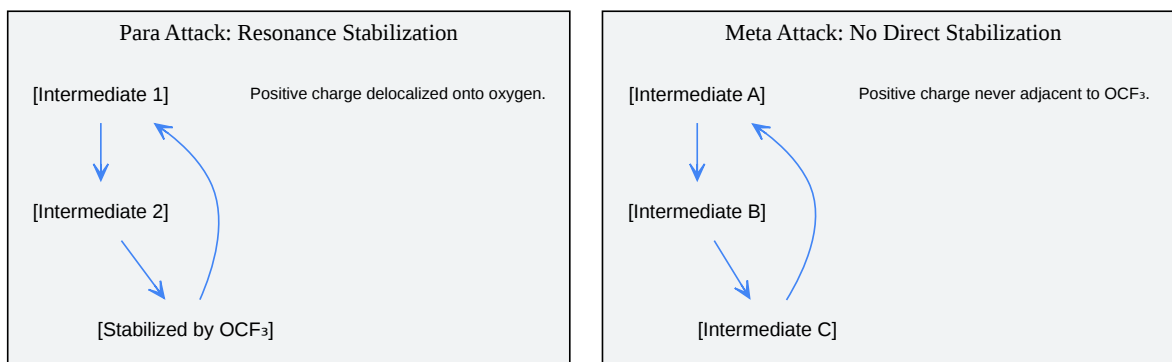 Para Attack: Resonance Stabilization
[Intermediate 1]
Positive charge delocalized onto oxygen.
[Intermediate 2]
[Stabilized by OCF₃]
Meta Attack: No Direct Stabilization
[Intermediate A]
Positive charge never adjacent to OCF₃.
[Intermediate B]
[Intermediate C]